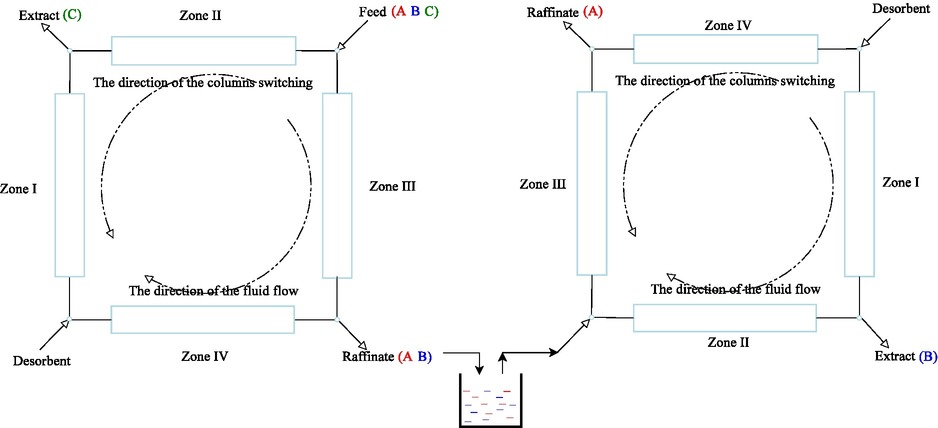 Extract (C)
Zone II
Feed (A B C)
The direction of the columns switching
Zone I
Zone III
The direction of the fluid flow
Desorbent
Zone IV
Raffinate (A B)
Raffinate (A)
Zone IV
Desorbent
The direction of the columns switching
Zone III
Zone I
The direction of the fluid flow
Zone II
Extract (B)